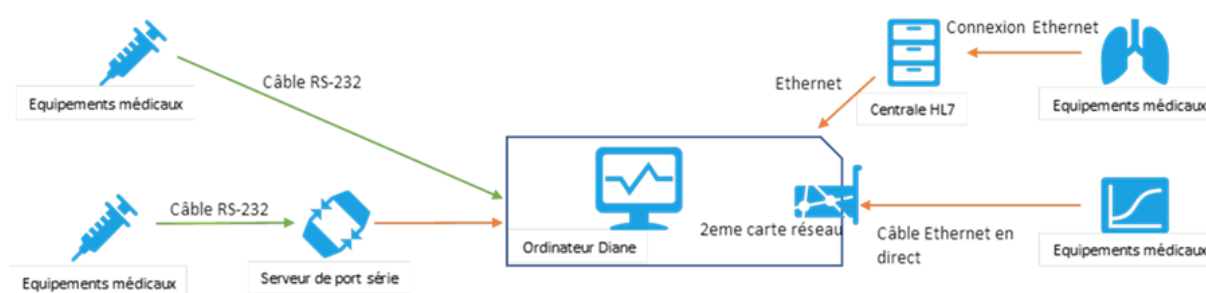 Connexion Ethernet
Câble RS-232
Ethernet
Equipements médicaux
Centrale HL7
Equipements médicaux
Câble RS-232
2eme carte réseau
Ordinateur Diane
Câble Ethernet en
direct
Equipements médicaux
Equipements médicaux
Serveur de port série